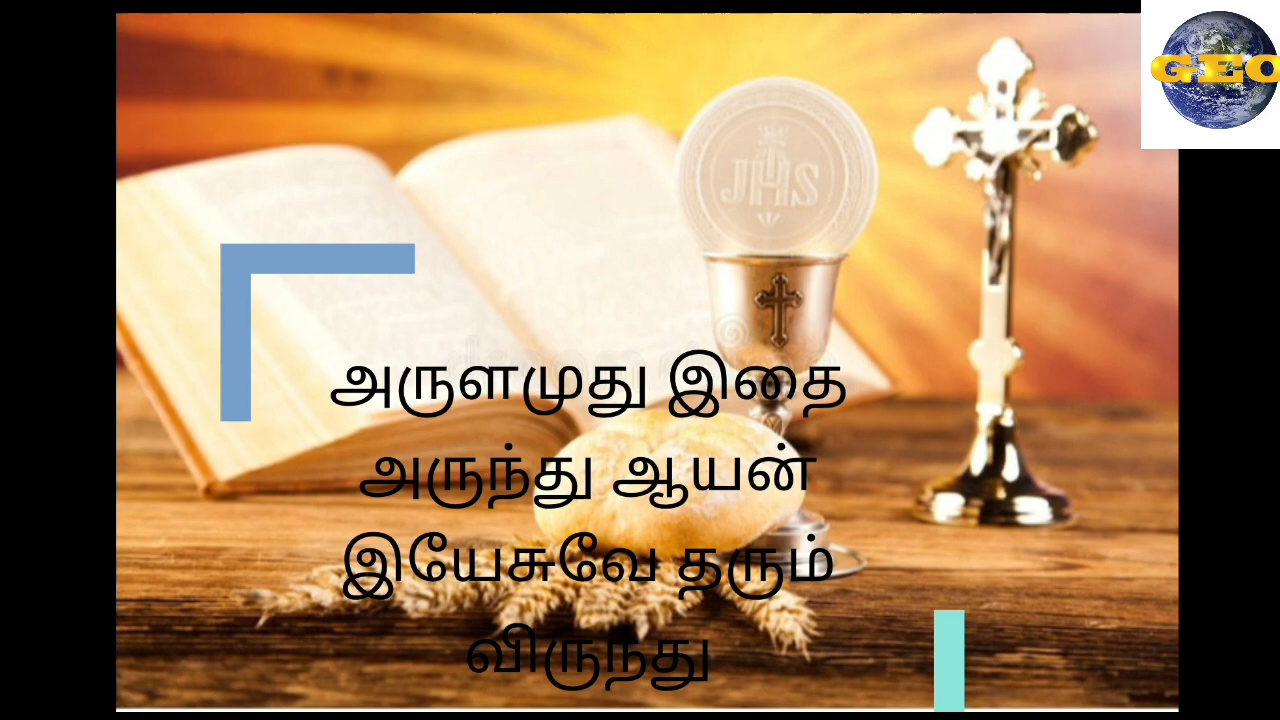 GEO
JHS
அருளமுது இதை
அருந்து ஆயன்
இயேசுவே தரும்
விருந்து